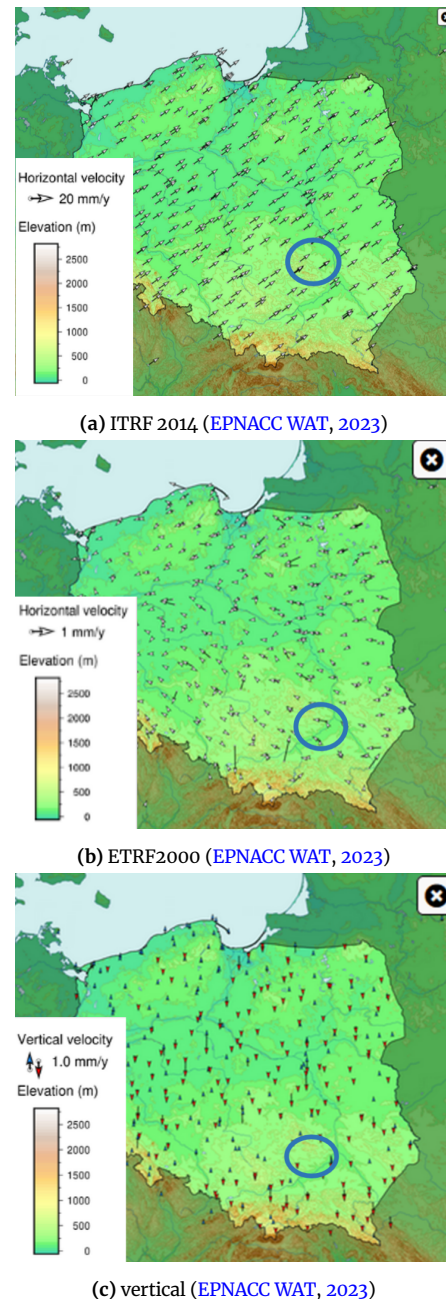 Horizontal velocity
20 mm/y
Elevation (m)
2500
2000
1500
1000
500
0
(a) ITRF 2014 (EPNACC WAT, 2023)
Horizontal velocity
1 mm/y
Elevation (m)
2500
2000
1500
1000
500
0
(b) ETRF2000 (EPNACC WAT, 2023)
Vertical velocity
1.0 mm/y
Elevation (m)
2500
2000
1500
1000
500
0
(c) vertical (EPNACC WAT, 2023)